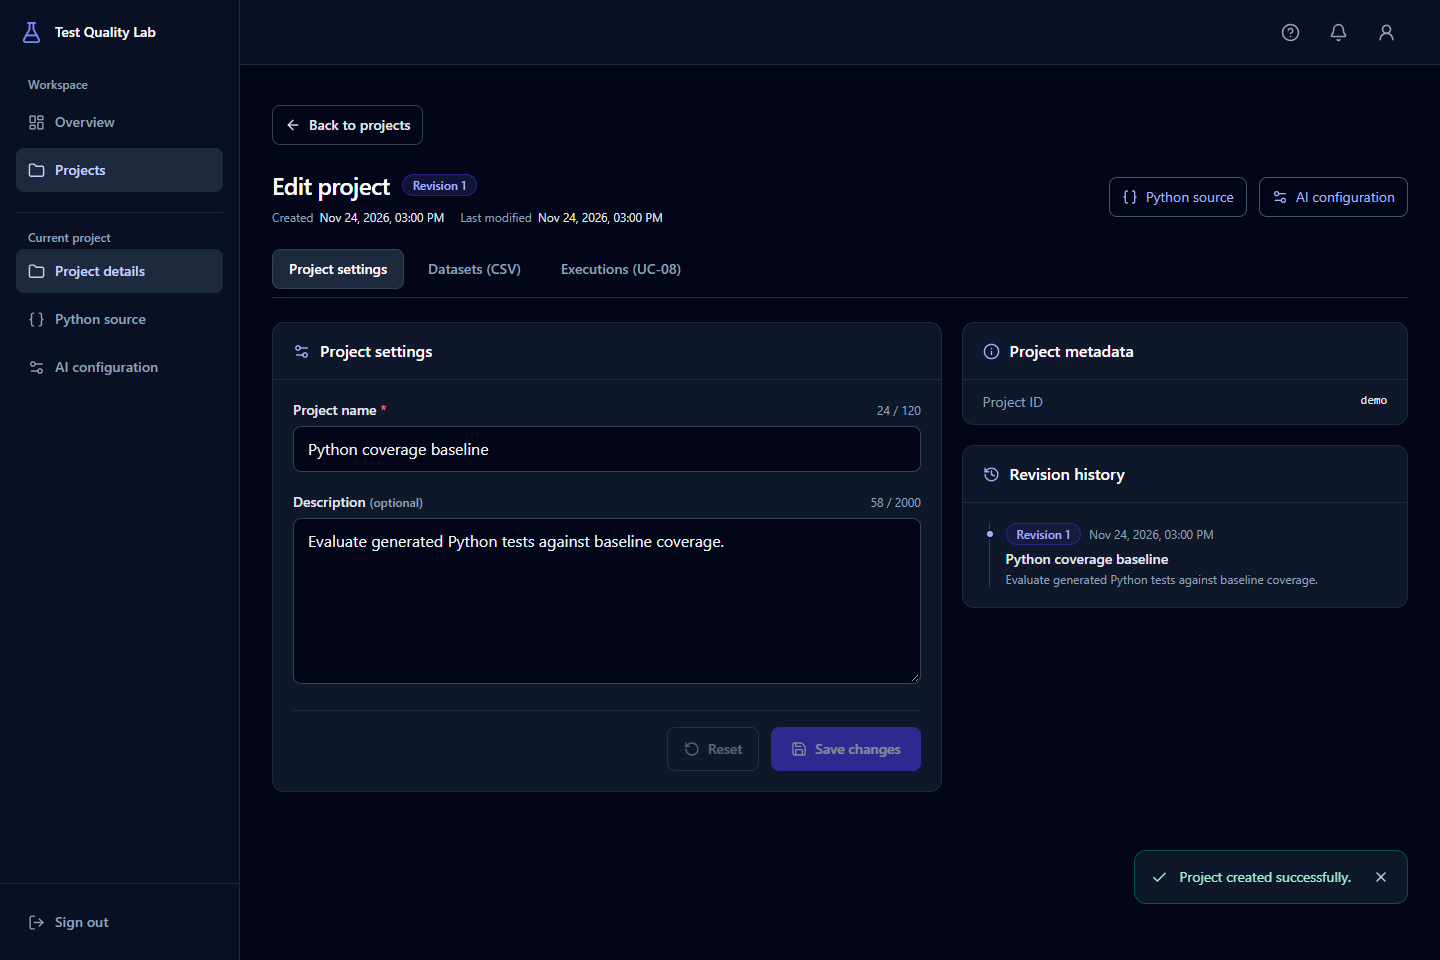 Test Quality Lab
Workspace
Overview
Projects
Current project
Project details
Python source
AI configuration
Sign out
Back to projects
Edit project
Revision 1
Created Nov 24, 2026, 03:00 PM Last modified Nov 24, 2026, 03:00 PM
Python source
AI configuration
Project settings
Datasets (CSV)
Executions (UC-08)
Project settings
Project name *
24 / 120
Python coverage baseline
Description (optional)
58 / 2000
Evaluate generated Python tests against baseline coverage.
Reset
Save changes
Project metadata
Project ID
demo
Revision history
Revision 1 Nov 24, 2026, 03:00 PM
Python coverage baseline
Evaluate generated Python tests against baseline coverage.
Project created successfully.